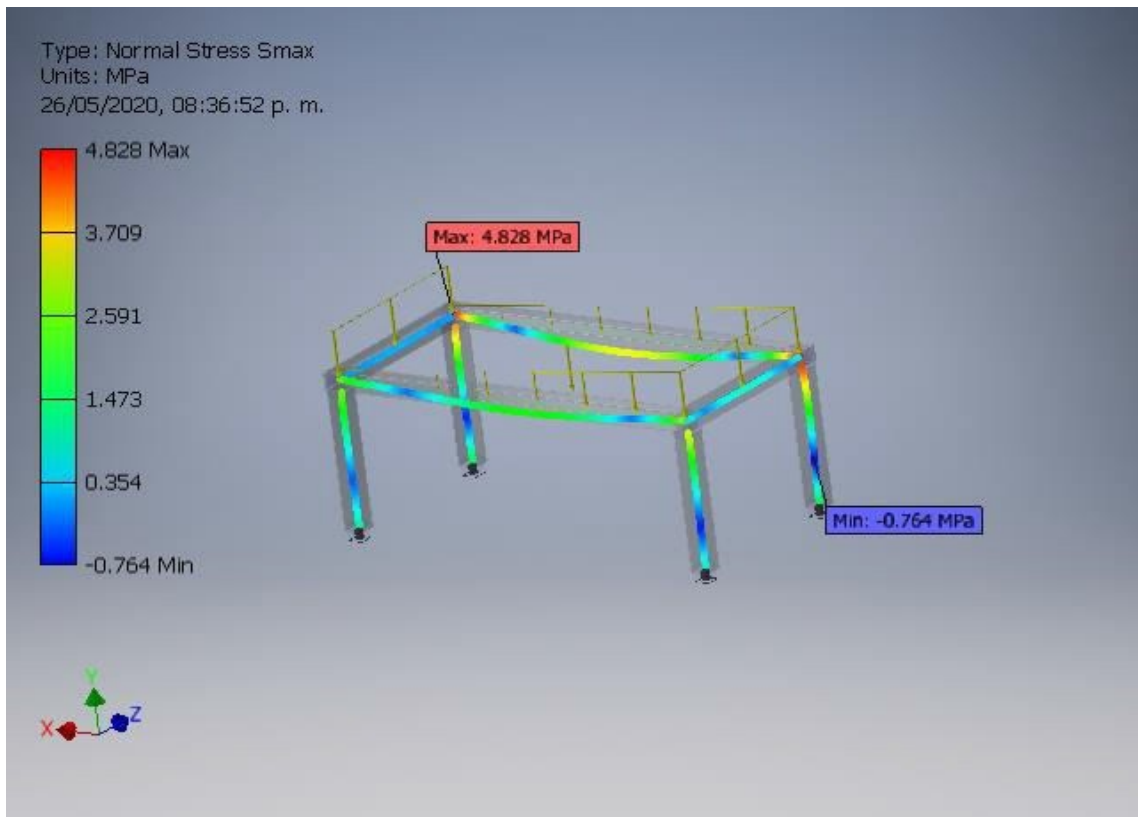 Type: Normal Stress Smax
Units: MPa
26/05/2020, 08:36:52 p. m.
4.828 Max
3.709
2.591
1.473
0.354
-0.764 Min
Max: 4.828 MPa
Min: -0.764 MPa
Y
X
Z